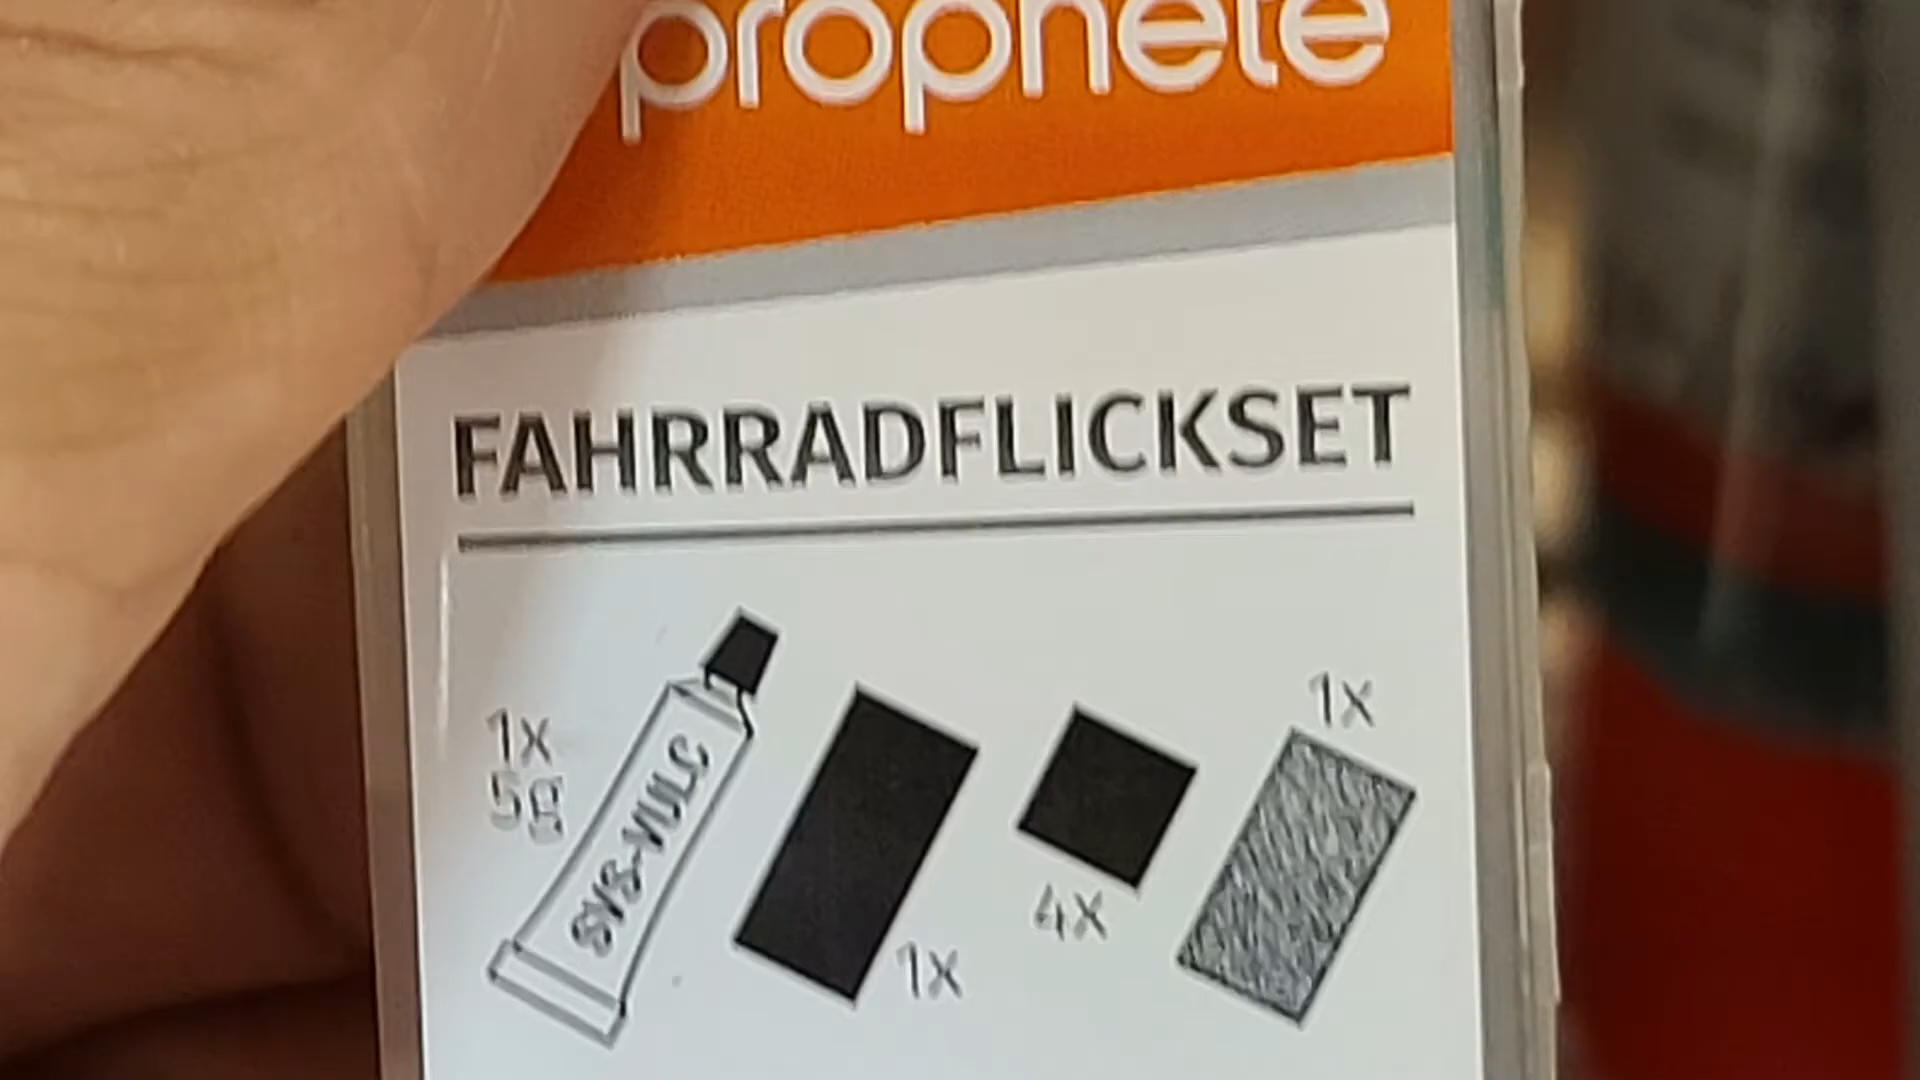 prophete
FAHRRADFLICKSET
1x
5g
SVS-VULC
1x
4x
1x